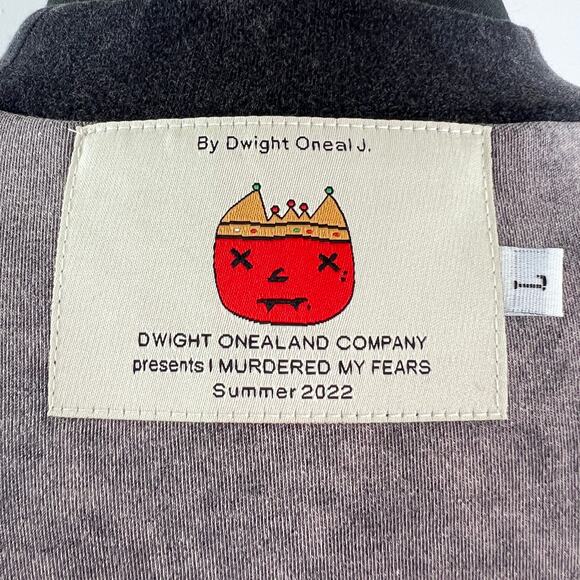 By Dwight Oneal J.
DWIGHT ONEALAND COMPANY
presents I MURDERED MY FEARS
Summer 2022
L